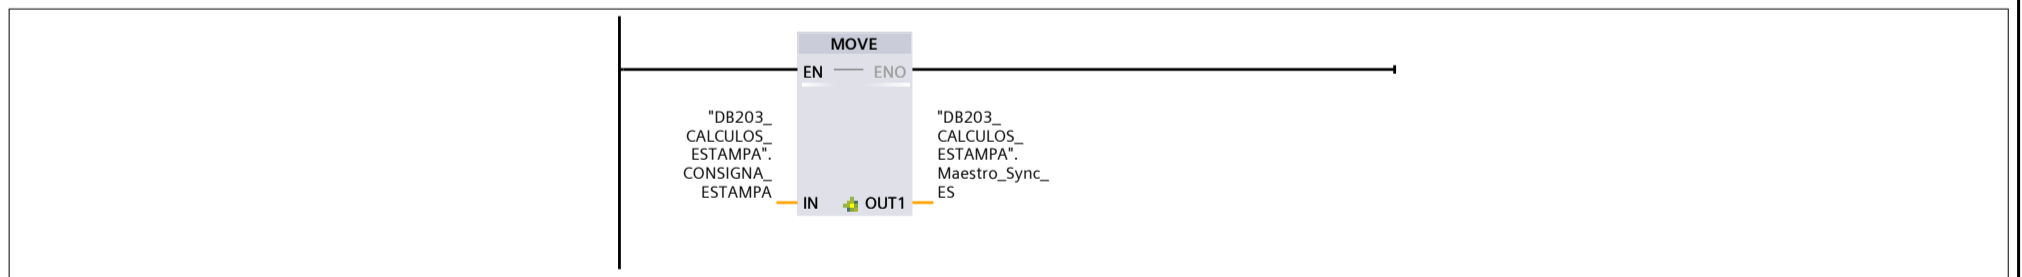 MOVE
EN
ENO
"DB203_
CALCULOS_
ESTAMPA".
CONSIGNA_
ESTAMPA
IN
"DB203_
CALCULOS_
ESTAMPA".
Maestro_Sync_
ES
OUT1